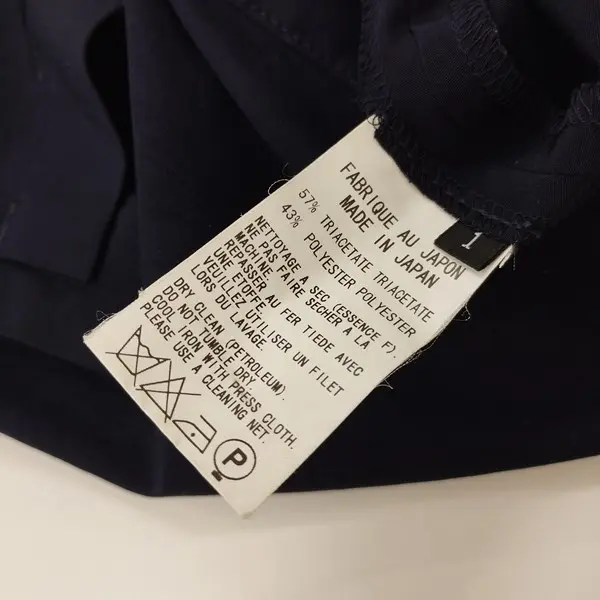 1
FABRIQUE AU JAPON
MADE IN JAPAN
57% TRIACETATE TRIACETATE
43% POLYESTER POLYESTER
NETTOYAGE A SEC (ESSENCE F).
NE PAS FAIRE SECHER A LA
MACHINE.
REPASSER AU FER TIEDE AVEC
UNE ETOFFE.
VEUILLEZ UTILISER UN FILET
LORS DU LAVAGE.
DRY CLEAN (PETROLEUM).
DO NOT TUMBLE DRY.
COOL IRON WITH PRESS CLOTH.
PLEASE USE A CLEANING NET.
P